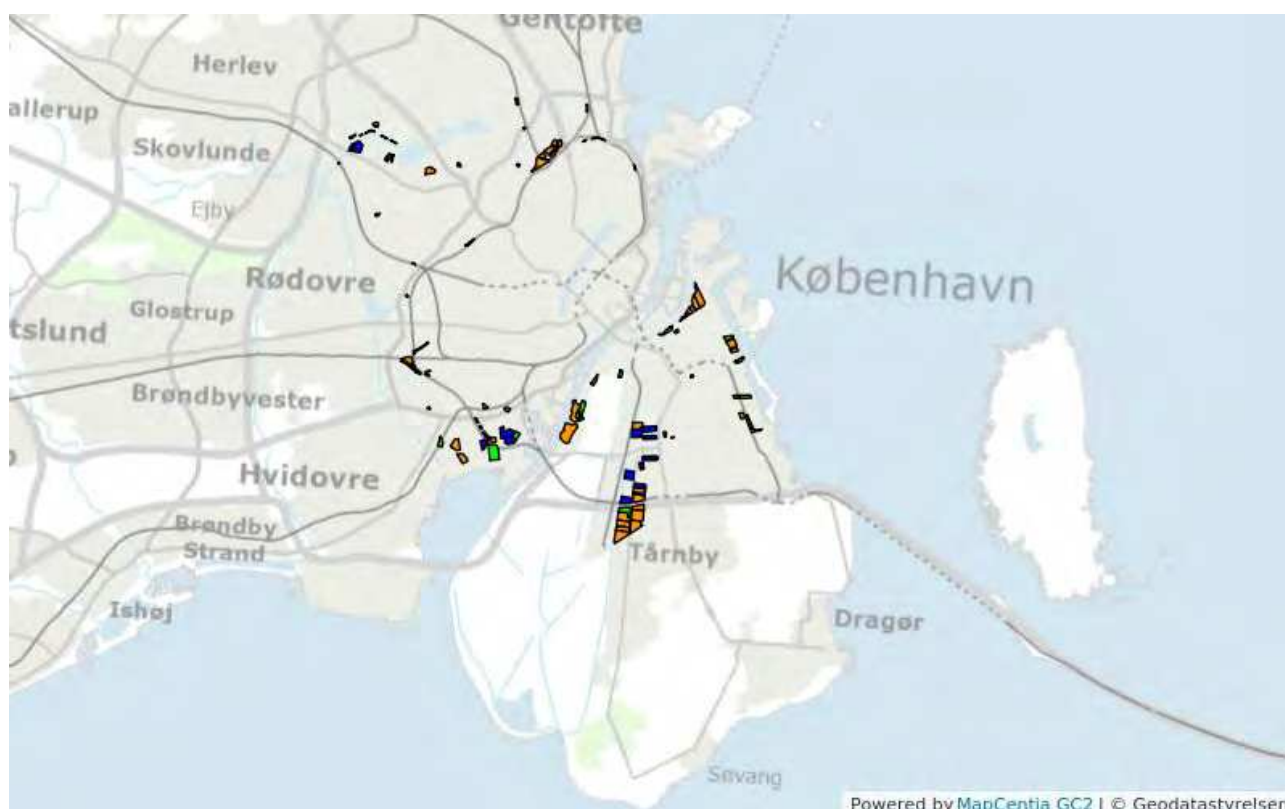 Gentofte
Herlev
allerup
Skovlunde
Ejby
København
Rødovre
Glostrup
tslund
Brøndbyvester
Hvidovre
Brøndby
Strand
Tårnby
Ishøj
Dragør
Søvang
Powered by MapCentia GC2 | © Geodatastyrelsen